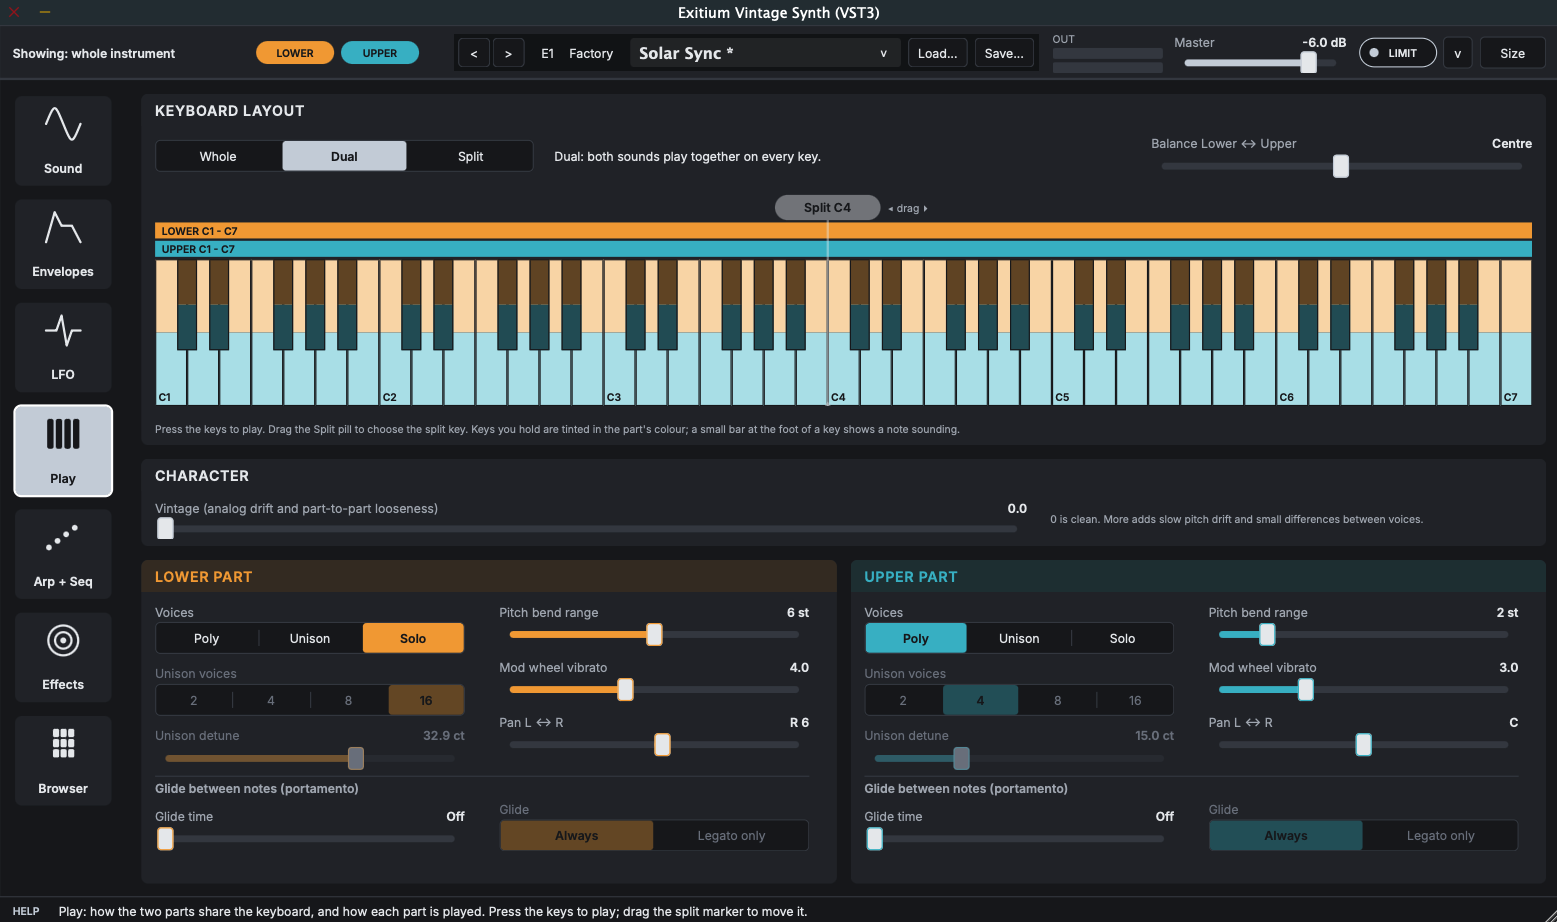 Exitium Vintage Synth (VST3)
Showing: whole instrument
LOWER
UPPER
<
>
E1 Factory
Solar Sync *
v
Load...
Save...
OUT
Master
-6.0 dB
LIMIT
v
Size
Sound
Envelopes
LFO
Play
Arp + Seq
Effects
Browser
KEYBOARD LAYOUT
Whole
Dual
Split
Dual: both sounds play together on every key.
Balance Lower <-> Upper
Centre
Split C4
drag
LOWER C1 - C7
UPPER C1 - C7
C1
C2
C3
C4
C5
C6
C7
Press the keys to play. Drag the Split pill to choose the split key. Keys you hold are tinted in the part's colour; a small bar at the foot of a key shows a note sounding.
CHARACTER
Vintage (analog drift and part-to-part looseness)
0.0
0 is clean. More adds slow pitch drift and small differences between voices.
LOWER PART
Voices
Poly
Unison
Solo
Unison voices
2
4
8
16
Unison detune
32.9 ct
Pitch bend range
6 st
Mod wheel vibrato
4.0
Pan L <-> R
R 6
Glide between notes (portamento)
Glide time
Off
Glide
Always
Legato only
UPPER PART
Voices
Poly
Unison
Solo
Unison voices
2
4
8
16
Unison detune
15.0 ct
Pitch bend range
2 st
Mod wheel vibrato
3.0
Pan L <-> R
C
Glide between notes (portamento)
Glide time
Off
Glide
Always
Legato only
HELP
Play: how the two parts share the keyboard, and how each part is played. Press the keys to play; drag the split marker to move it.